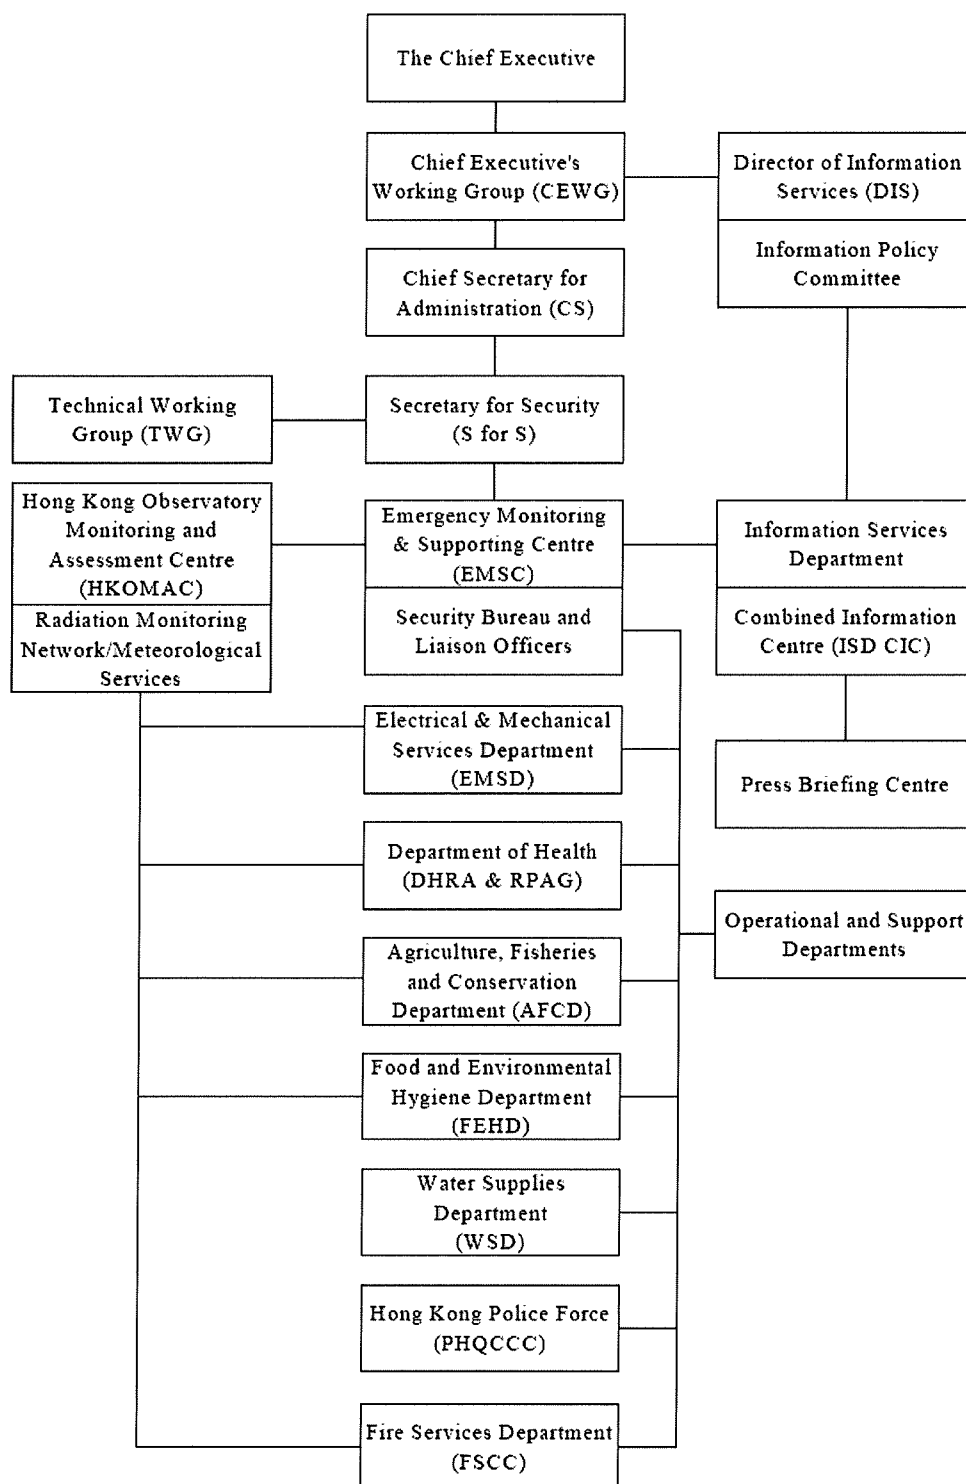 The Chief Executive
Chief Executive's
Working Group (CEWG)
Director of Information
Services (DIS)
Information Policy
Committee
Chief Secretary for
Administration (CS)
Technical Working
Group (TWG)
Secretary for Security
(S for S)
Hong Kong Observatory
Monitoring and
Assessment Centre
(HKOMAC)
Radiation Monitoring
Network/Meteorological
Services
Emergency Monitoring
& Supporting Centre
(EMSC)
Security Bureau and
Liaison Officers
Information Services
Department
Combined Information
Centre (ISD CIC)
Electrical & Mechanical
Services Department
(EMSD)
Press Briefing Centre
Department of Health
(DHRA & RPAG)
Operational and Support
Departments
Agriculture, Fisheries
and Conservation
Department (AFCD)
Food and Environmental
Hygiene Department
(FEHD)
Water Supplies
Department
(WSD)
Hong Kong Police Force
(PHQCCC)
Fire Services Department
(FSCC)